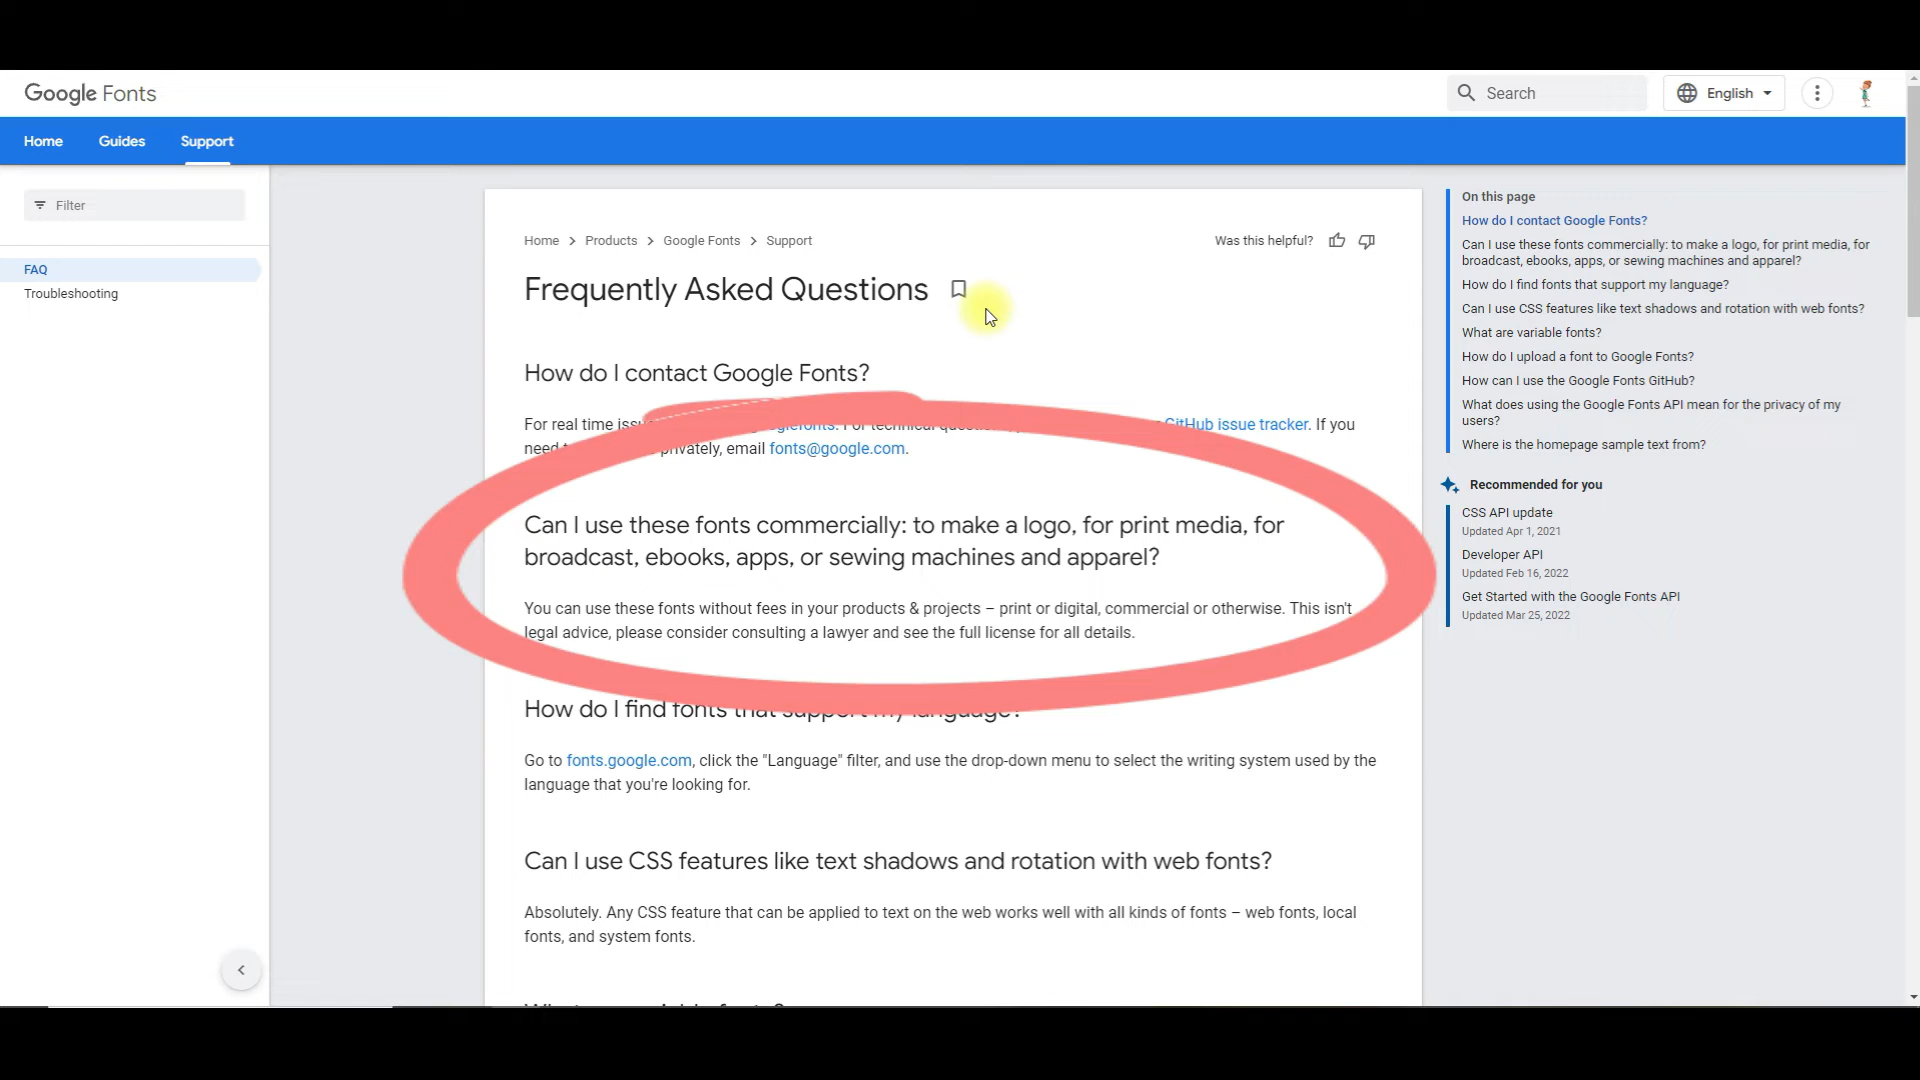 Google Fonts
Search
English
Home
Guides
Support
Filter
FAQ
Troubleshooting
Home > Products > Google Fonts > Support
Was this helpful?
Frequently Asked Questions
How do I contact Google Fonts?
For real time GitHub issue tracker. If you
need privately, email fonts@google.com.
Can I use these fonts commercially: to make a logo, for print media, for
broadcast, ebooks, apps, or sewing machines and apparel?
You can use these fonts without fees in your products & projects – print or digital, commercial or otherwise. This isn't
legal advice, please consider consulting a lawyer and see the full license for all details.
How do I find fonts that support my language?
Go to fonts.google.com, click the "Language" filter, and use the drop-down menu to select the writing system used by the
language that you're looking for.
Can I use CSS features like text shadows and rotation with web fonts?
Absolutely. Any CSS feature that can be applied to text on the web works well with all kinds of fonts – web fonts, local
fonts, and system fonts.
On this page
How do I contact Google Fonts?
Can I use these fonts commercially: to make a logo, for print media, for
broadcast, ebooks, apps, or sewing machines and apparel?
How do I find fonts that support my language?
Can I use CSS features like text shadows and rotation with web fonts?
What are variable fonts?
How do I upload a font to Google Fonts?
How can I use the Google Fonts GitHub?
What does using the Google Fonts API mean for the privacy of my
users?
Where is the homepage sample text from?
Recommended for you
CSS API update
Updated Apr 1, 2021
Developer API
Updated Feb 16, 2022
Get Started with the Google Fonts API
Updated Mar 25, 2022